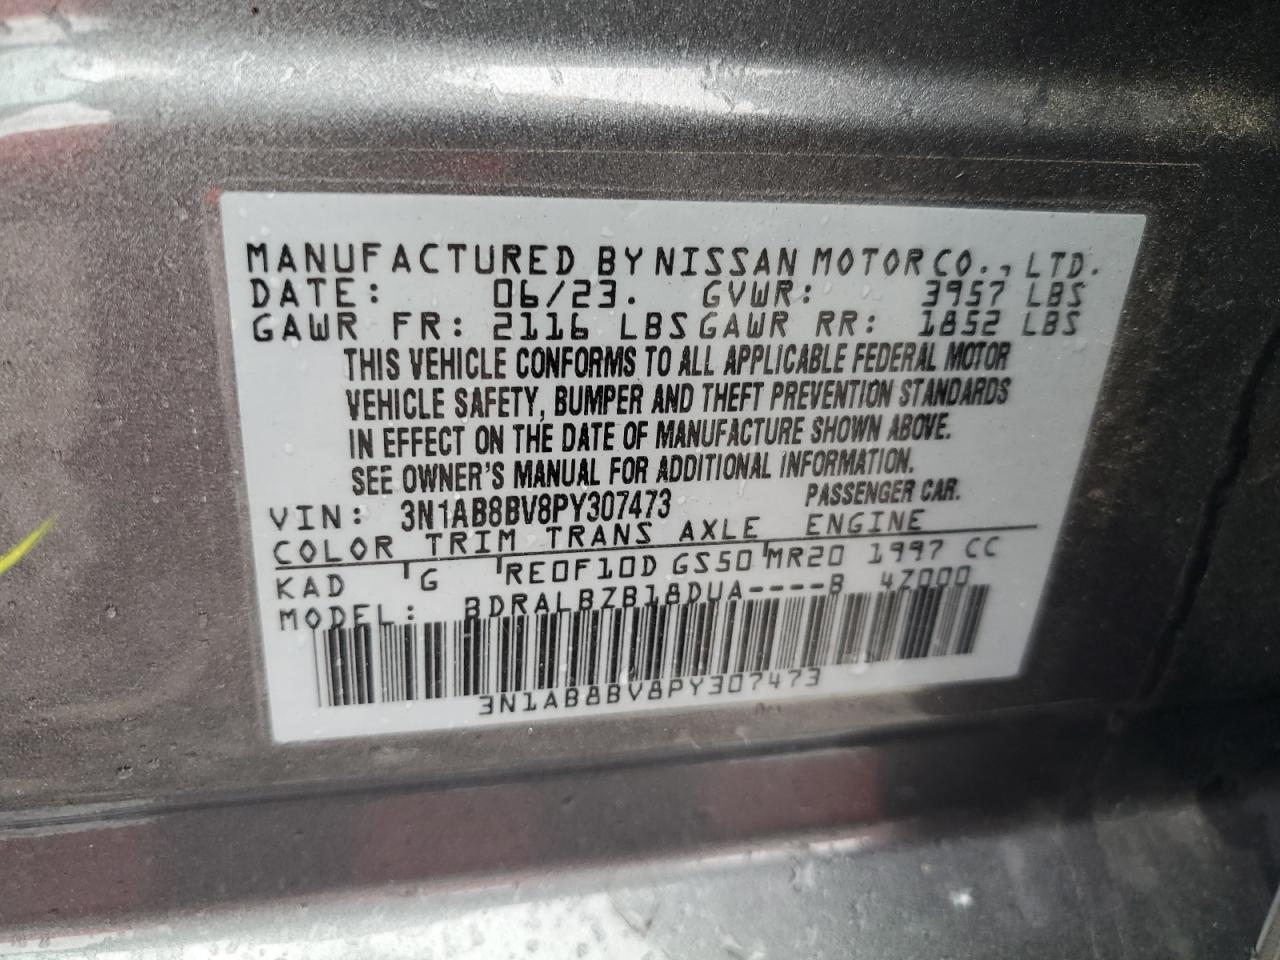 MANUFACTURED BY NISSAN MOTOR CO., LTD.
DATE: 06/23. GVWR: 3957 LBS
GAWR FR: 2116 LBS GAWR RR: 1852 LBS
THIS VEHICLE CONFORMS TO ALL APPLICABLE FEDERAL MOTOR
VEHICLE SAFETY, BUMPER AND THEFT PREVENTION STANDARDS
IN EFFECT ON THE DATE OF MANUFACTURE SHOWN ABOVE.
SEE OWNER'S MANUAL FOR ADDITIONAL INFORMATION.
VIN: 3N1AB8BV8PY307473 PASSENGER CAR.
COLOR TRIM TRANS AXLE ENGINE
KAD G RE0F10D GS50 MR20 1997 CC
MODEL: BDRALBZB18DUA----B 4Z000
3N1AB8BV8PY307473